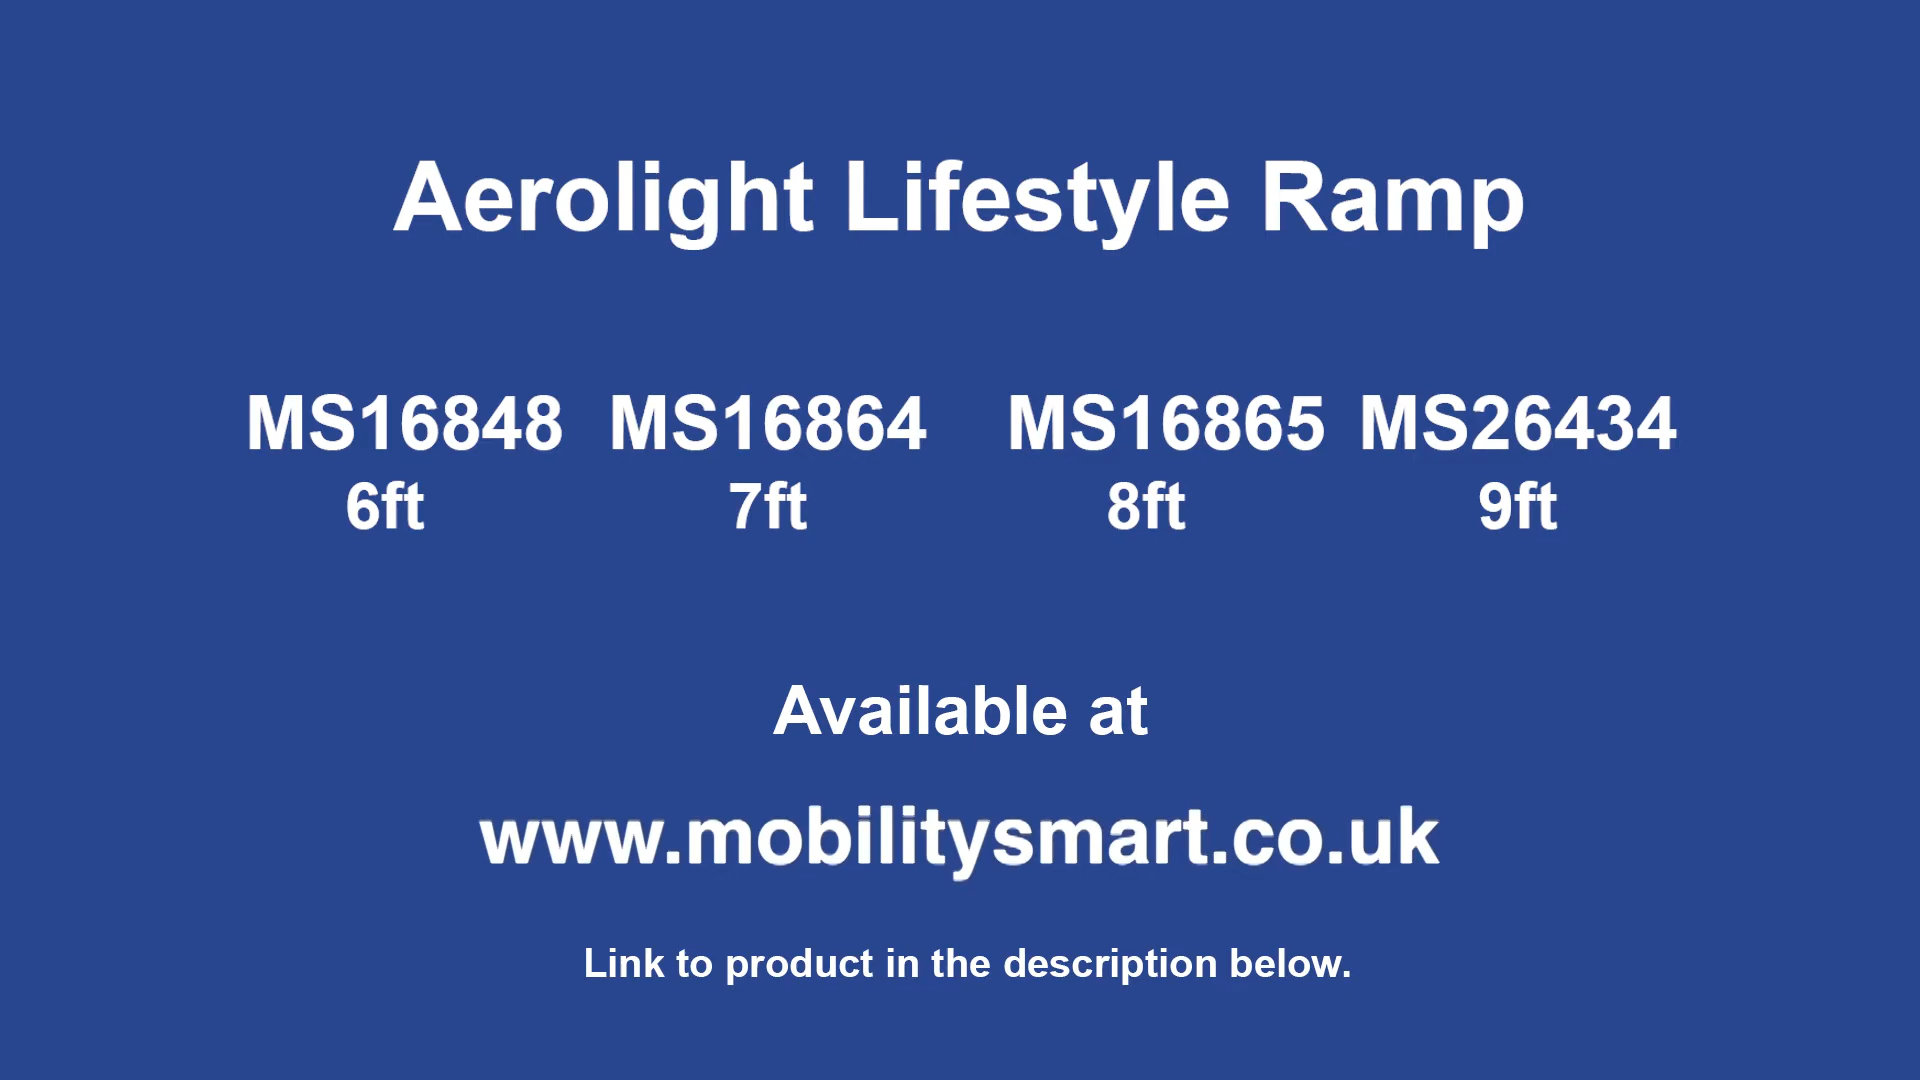 Aerolight Lifestyle Ramp
MS16848 MS16864 MS16865 MS26434
6ft 7ft 8ft 9ft
Available at
www.mobilitysmart.co.uk
Link to product in the description below.